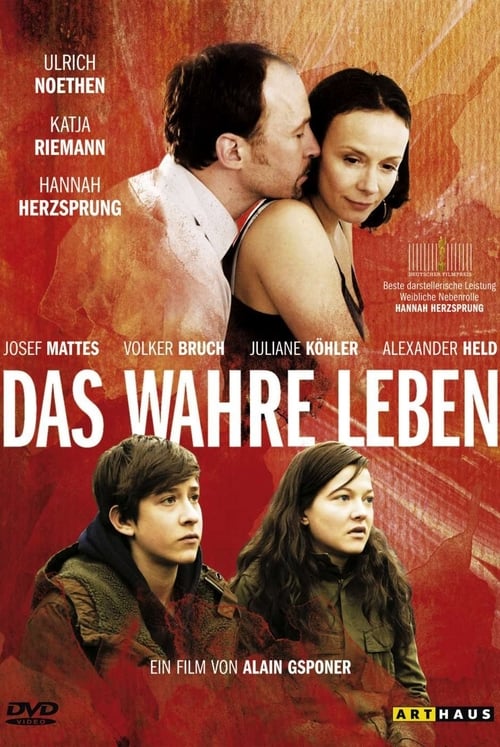 ULRICH
NOETHEN
KATJA
RIEMANN
HANNAH
HERZSPRUNG
DEUTSCHER FILMPREIS
Beste darstellerische Leistung
Weibliche Nebenrolle
HANNAH HERZSPRUNG
JOSEF MATTES VOLKER BRUCH JULIANE KÖHLER ALEXANDER HELD
DAS WAHRE LEBEN
EIN FILM VON ALAIN GSPONER
DVD
VIDEO
ARTHAUS